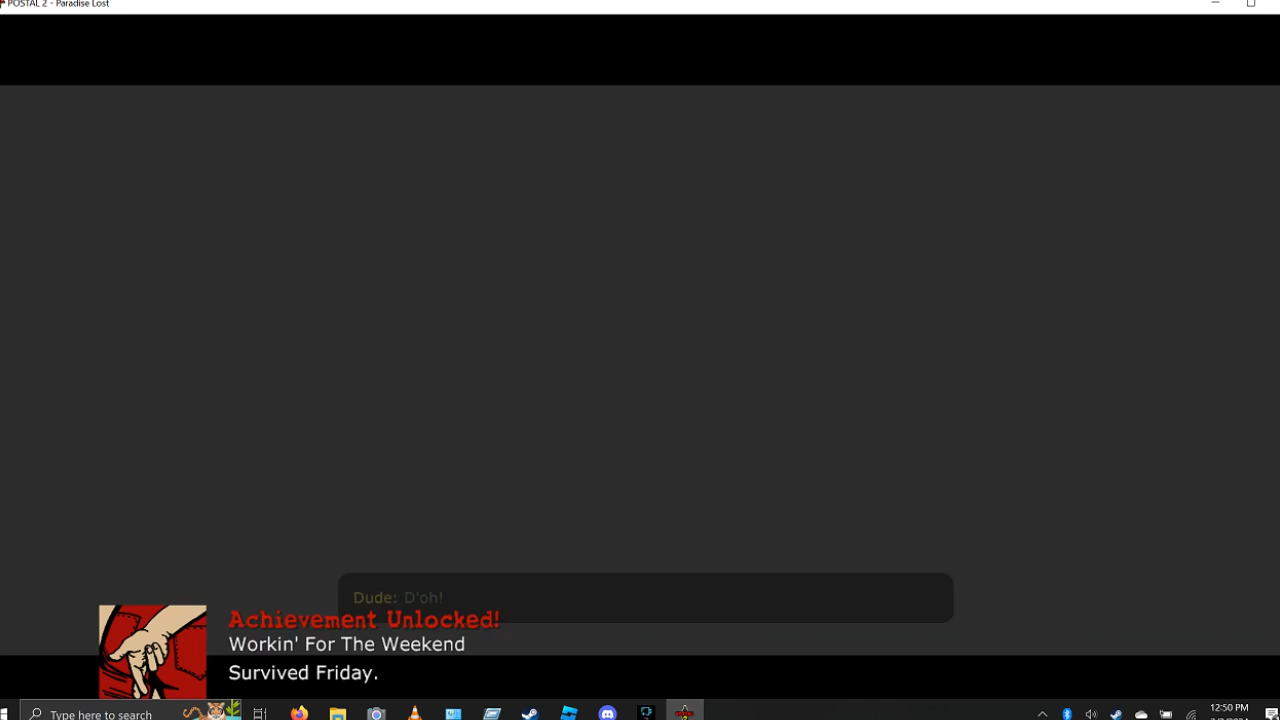 POSTAL 2 - Paradise Lost
Dude: D'oh!
Achievement Unlocked!
Workin' For The Weekend
Survived Friday.
Type here to search
12:50 PM